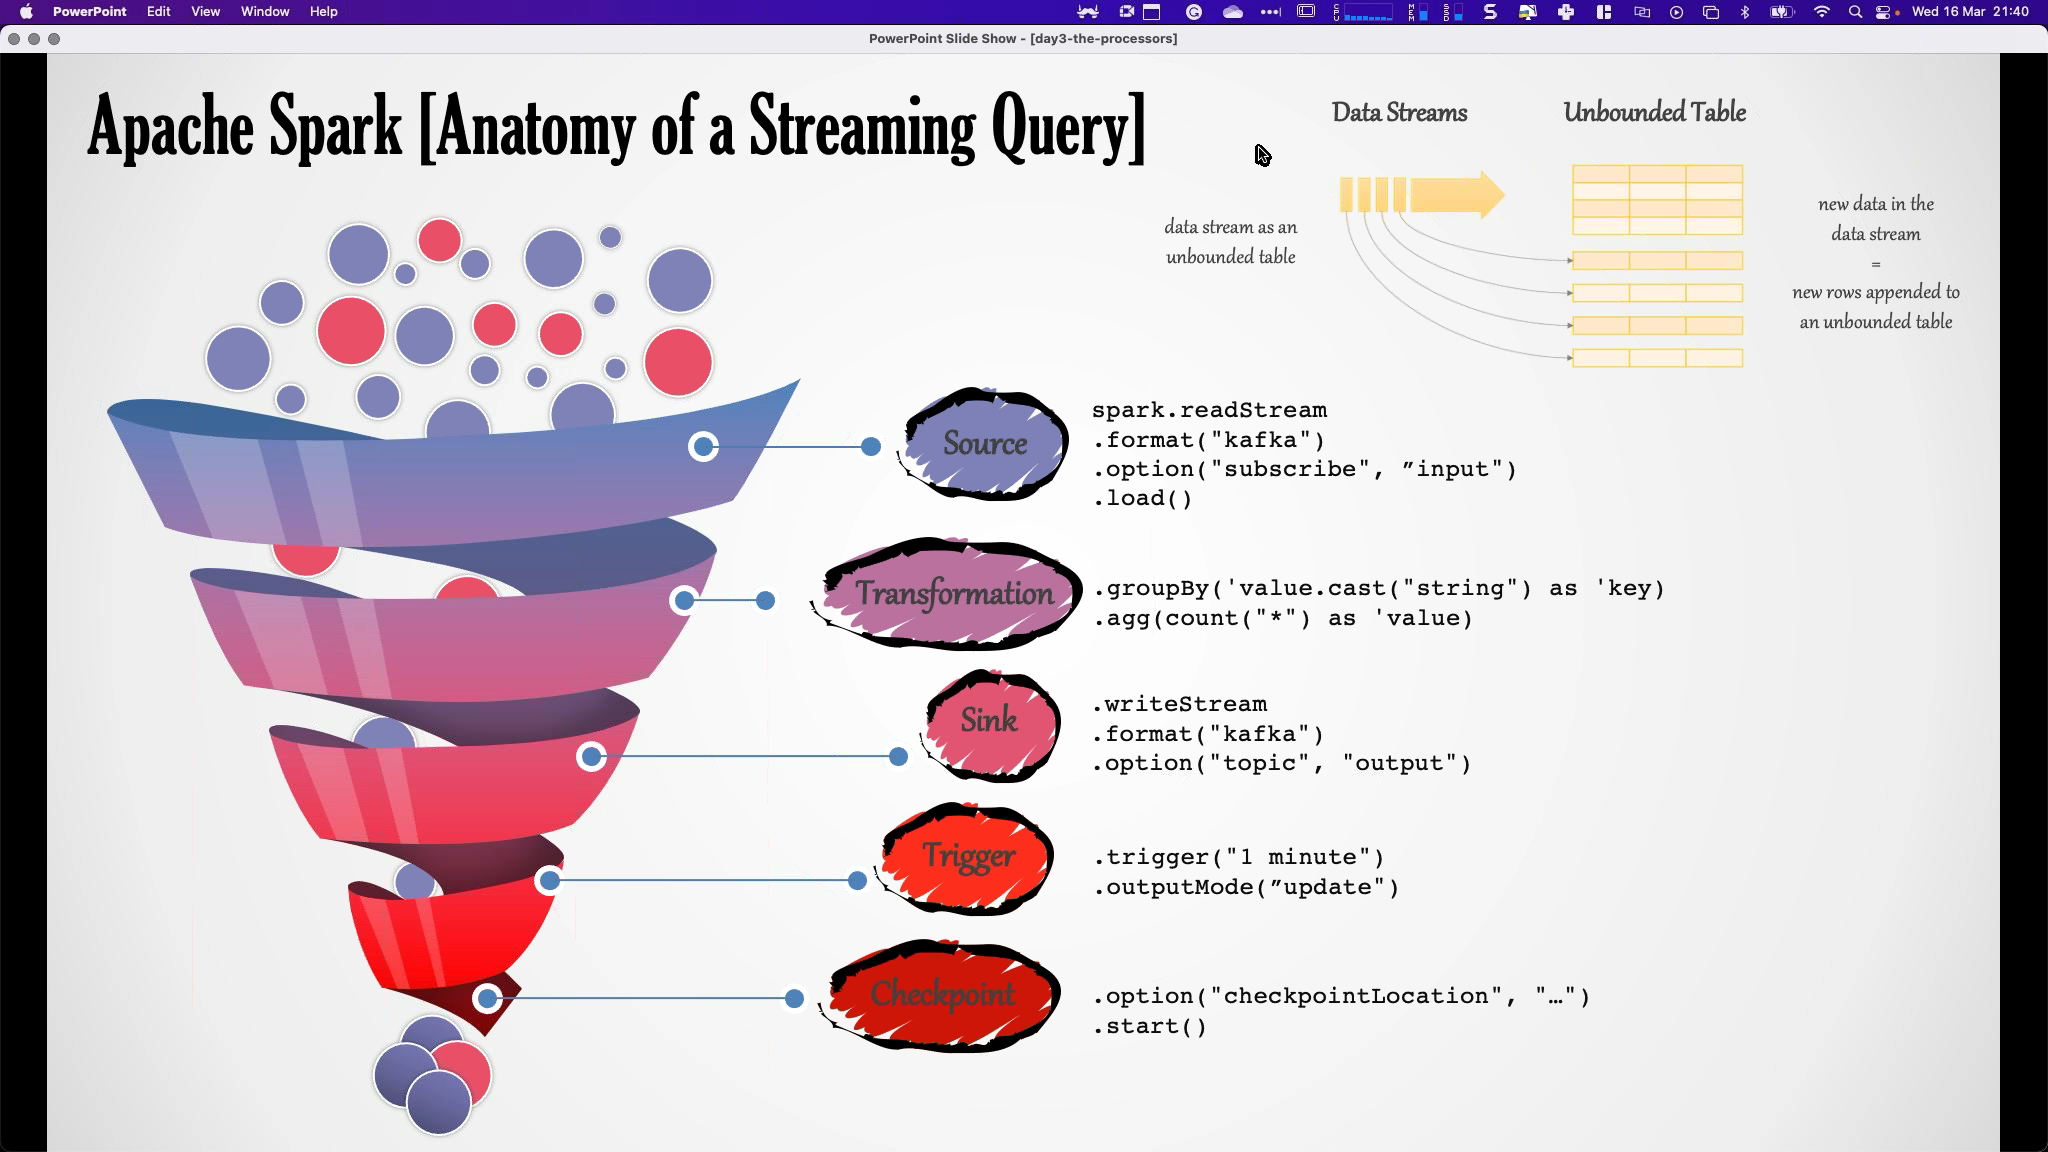 PowerPoint Edit View Window Help
Wed 16 Mar 21:40
PowerPoint Slide Show - [day3-the-processors]
Apache Spark [Anatomy of a Streaming Query]
Data Streams
Unbounded Table
data stream as an
unbounded table
new data in the
data stream
=
new rows appended to
an unbounded table
Source
spark.readStream
.format("kafka")
.option("subscribe", ”input")
.load()
Transformation
.groupBy('value.cast("string") as 'key)
.agg(count("*") as 'value)
Sink
.writeStream
.format("kafka")
.option("topic", "output")
Trigger
.trigger("1 minute")
.outputMode(”update")
Checkpoint
.option("checkpointLocation", "…")
.start()